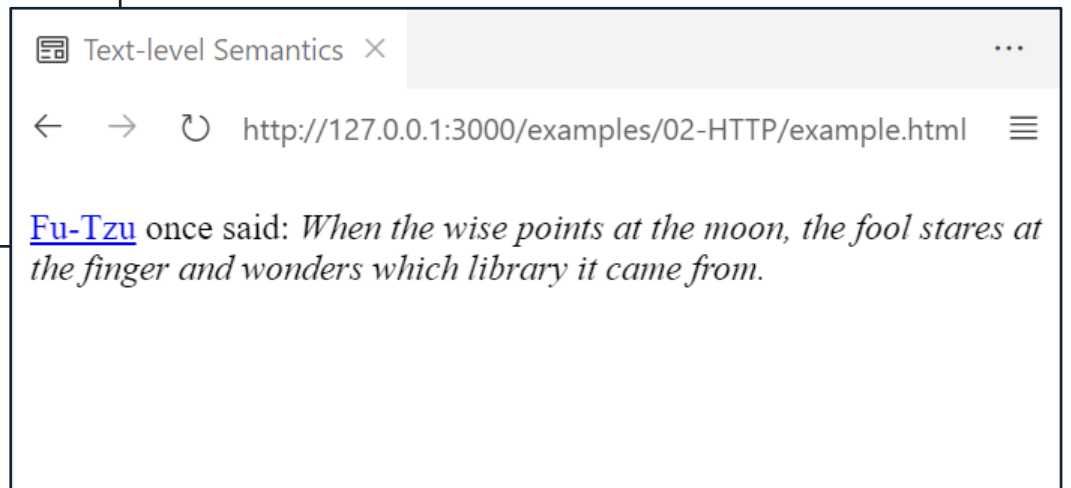 Text-level Semantics
http://127.0.0.1:3000/examples/02-HTTP/example.html
Fu-Tzu once said: When the wise points at the moon, the fool stares at
the finger and wonders which library it came from.